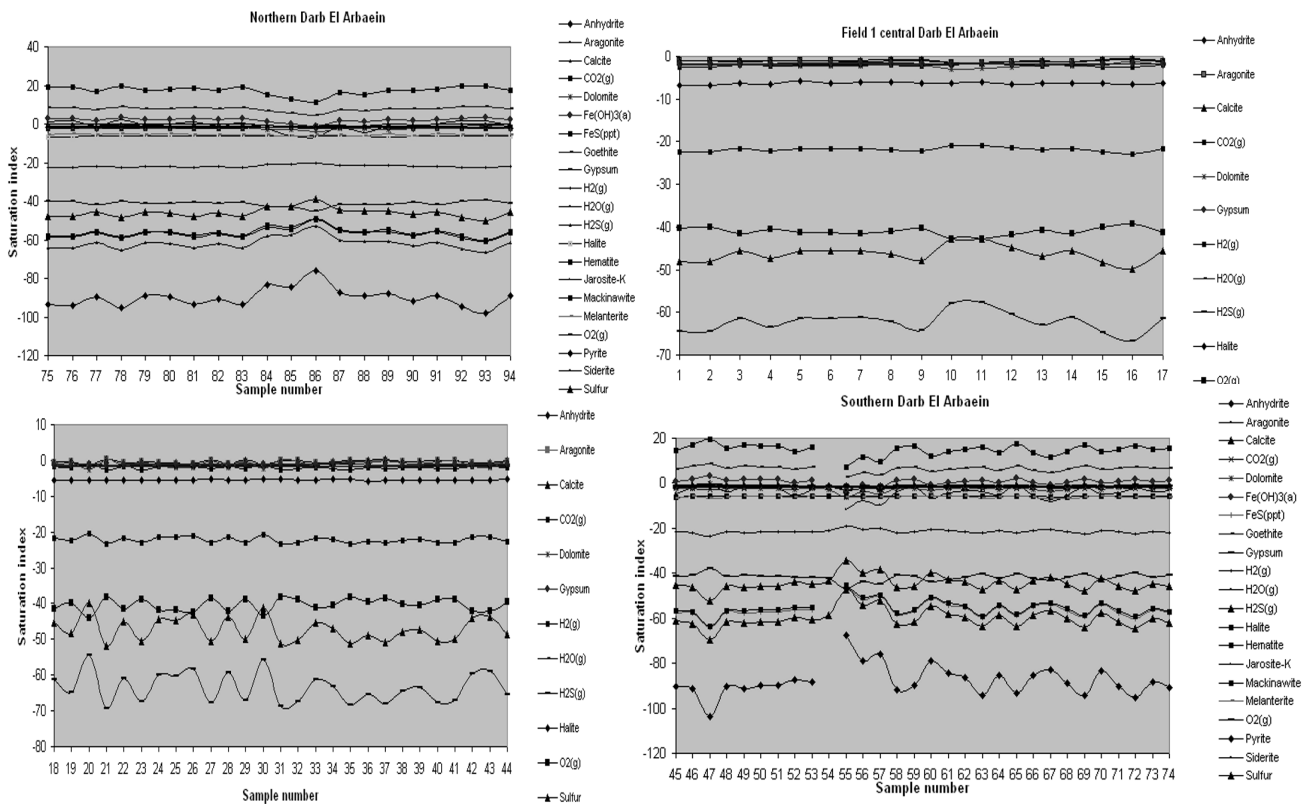 Northern Darb El Arbaein
40
20
0
-20
-40
-60
-80
-100
-120
Saturation index
75 76 77 78 79 80 81 82 83 84 85 86 87 88 89 90 91 92 93 94
Sample number
Anhydrite
Aragonite
Calcite
CO2(g)
Dolomite
Fe(OH)3(a)
FeS(ppt)
Goethite
Gypsum
H2(g)
H2O(g)
H2S(g)
Halite
Hematite
Jarosite-K
Mackinawite
Melanterite
O2(g)
Pyrite
Siderite
Sulfur
Field 1 central Darb El Arbaein
0
-10
-20
-30
-40
-50
-60
-70
1 2 3 4 5 6 7 8 9 10 11 12 13 14 15 16 17
Anhydrite
Aragonite
Calcite
CO2(g)
Dolomite
Gypsum
H2(g)
H2O(g)
H2S(g)
Halite
O2(g)
10
0
-10
-20
-30
-40
-50
-60
-70
-80
Saturation index
18 19 20 21 22 23 24 25 26 27 28 29 30 31 32 33 34 35 36 37 38 39 40 41 42 43 44
Sample number
Anhydrite
Aragonite
Calcite
CO2(g)
Dolomite
Gypsum
H2(g)
H2O(g)
H2S(g)
Halite
O2(g)
Sulfur
Southern Darb El Arbaein
20
0
-20
-40
-60
-80
-100
-120
Saturation index
45 46 47 48 49 50 51 52 53 54 55 56 57 58 59 60 61 62 63 64 65 66 67 68 69 70 71 72 73 74
Sample number
Anhydrite
Aragonite
Calcite
CO2(g)
Dolomite
Fe(OH)3(a)
FeS(ppt)
Goethite
Gypsum
H2(g)
H2O(g)
H2S(g)
Halite
Hematite
Jarosite-K
Mackinawite
Melanterite
O2(g)
Pyrite
Siderite
Sulfur